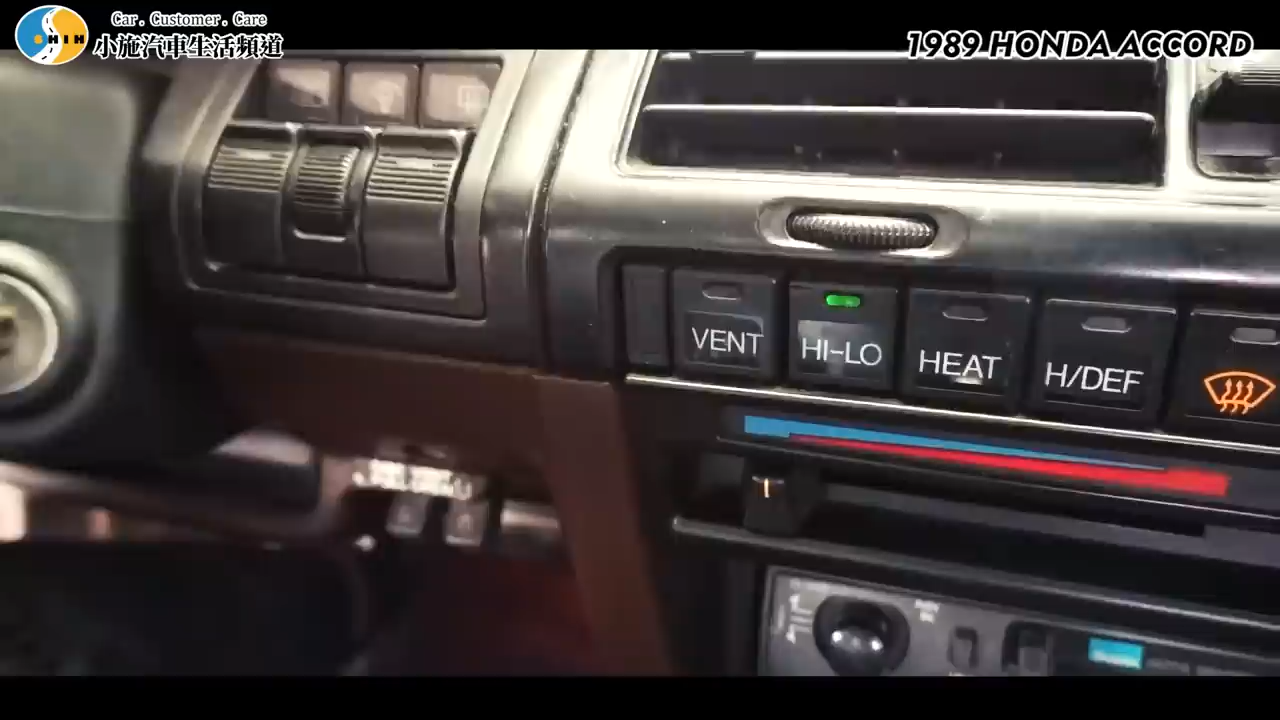 Car. Customer. Care
SHIH
小施汽車生活頻道
1989 HONDA ACCORD
VENT
HI-LO
HEAT
H/DEF